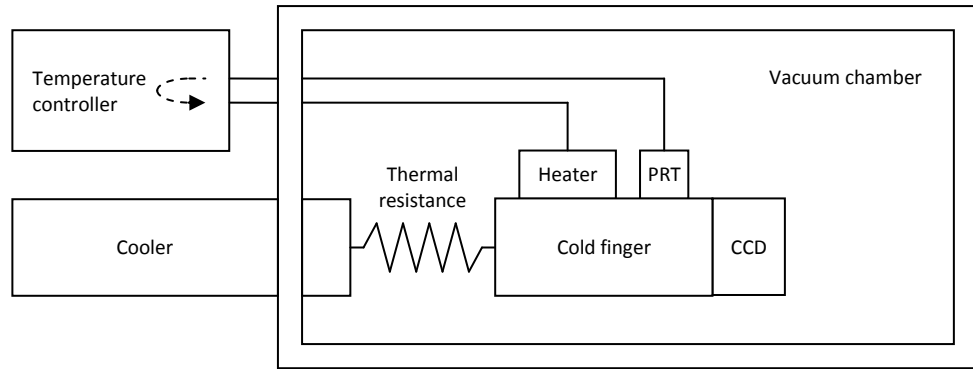 Temperature
controller
Vacuum chamber
Thermal
resistance
Heater
PRT
Cooler
Cold finger
CCD